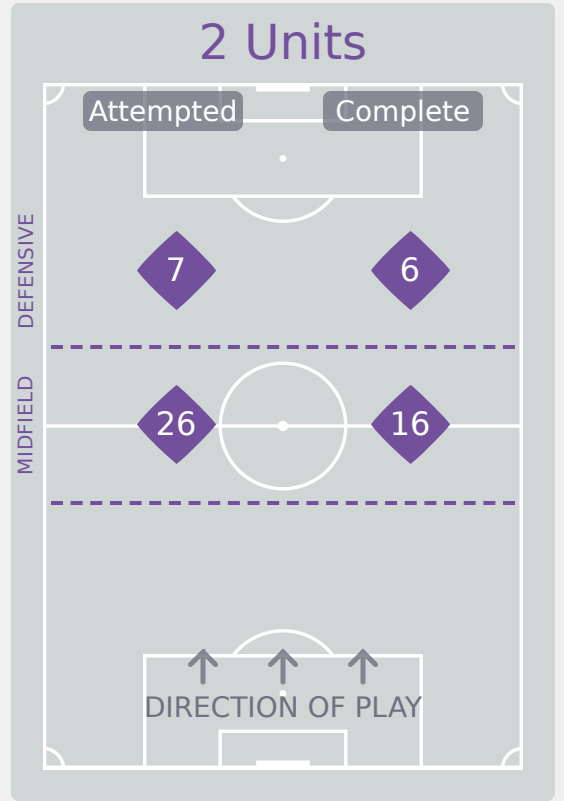 2 Units
Attempted
Complete
DEFENSIVE
7
6
MIDFIELD
26
16
DIRECTION OF PLAY